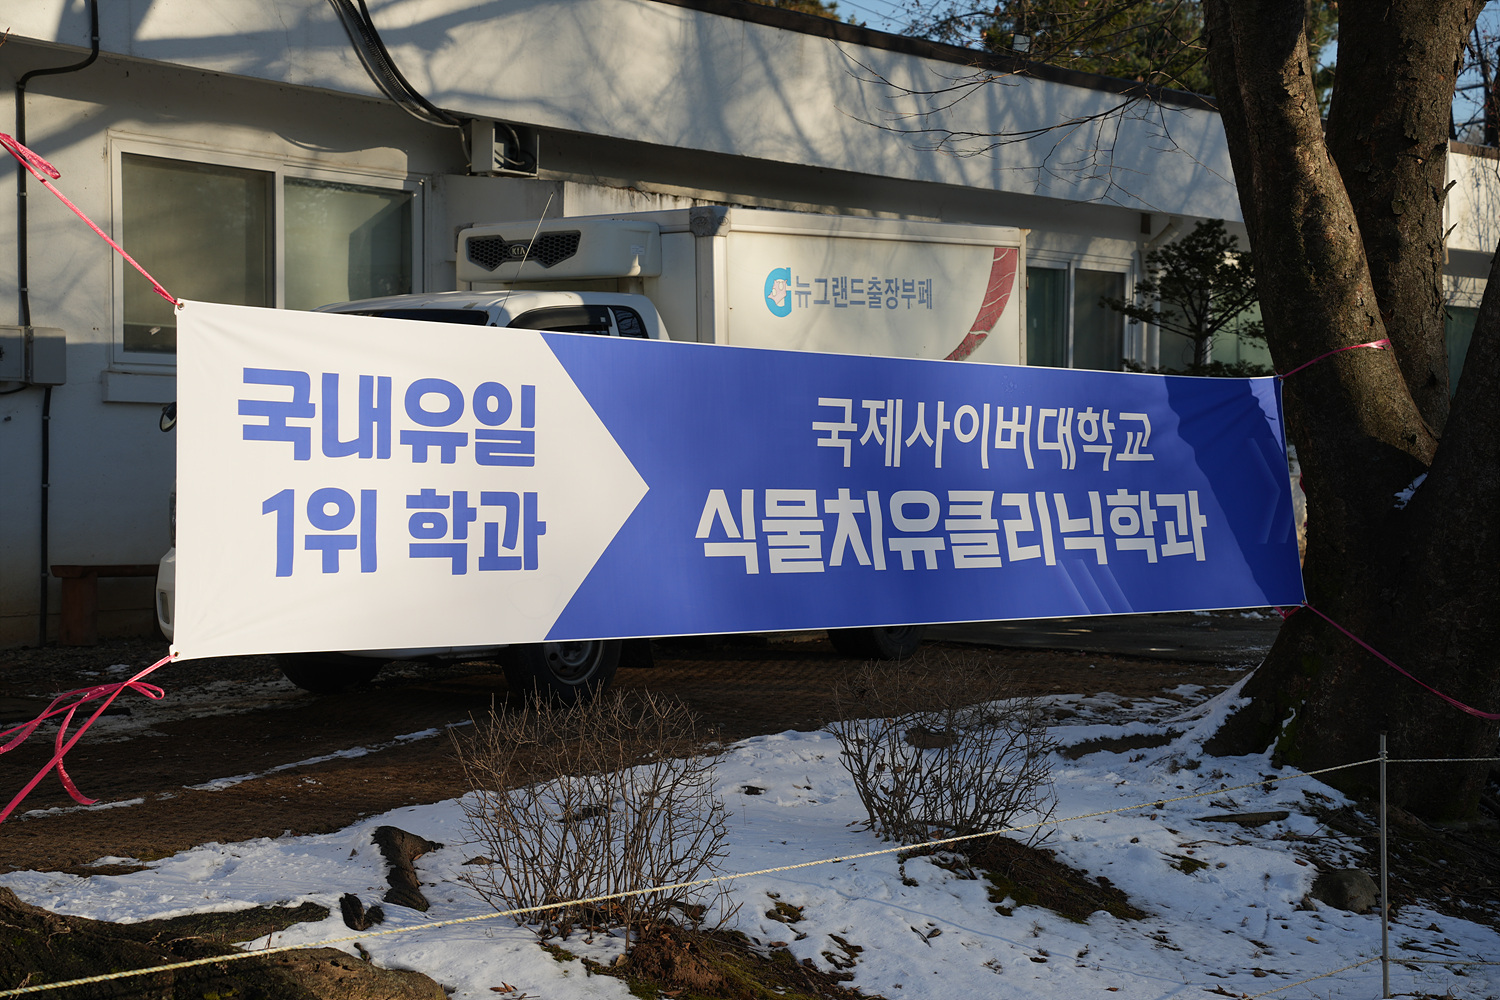 KIA
뉴그랜드출장부페
국내유일
1위 학과
국제사이버대학교
식물치유클리닉학과